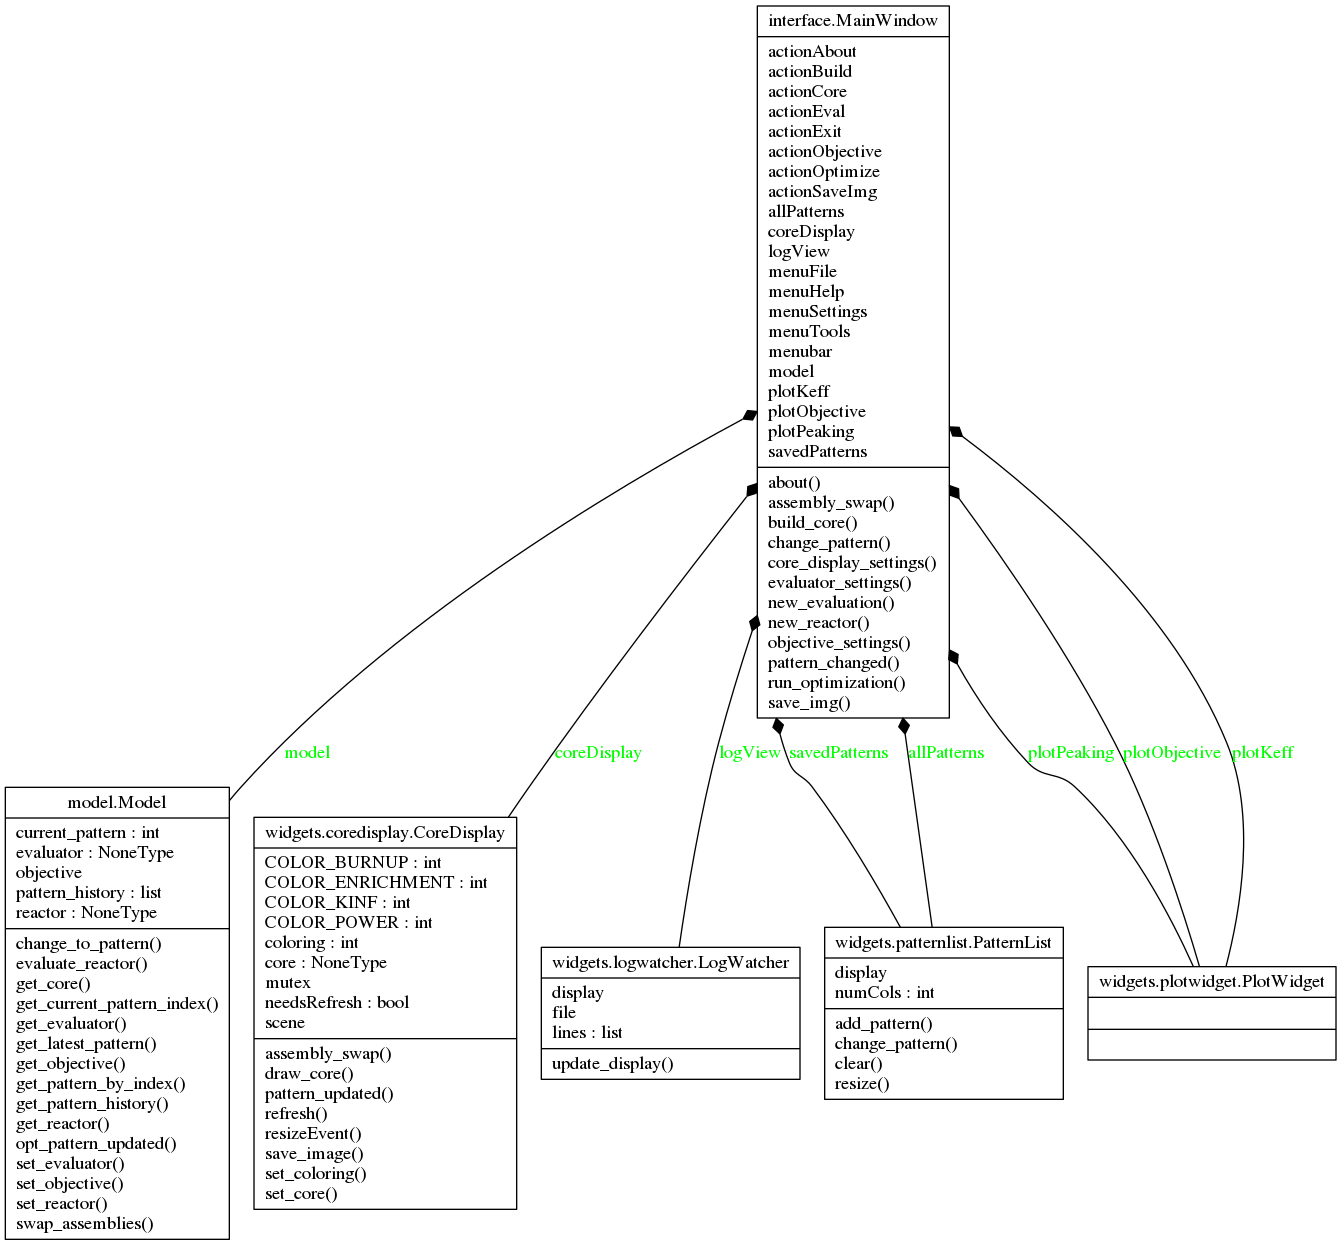 interface.MainWindow
actionAbout
actionBuild
actionCore
actionEval
actionExit
actionObjective
actionOptimize
actionSaveImg
allPatterns
coreDisplay
logView
menuFile
menuHelp
menuSettings
menuTools
menubar
model
plotKeff
plotObjective
plotPeaking
savedPatterns
about()
assembly_swap()
build_core()
change_pattern()
core_display_settings()
evaluator_settings()
new_evaluation()
new_reactor()
objective_settings()
pattern_changed()
run_optimization()
save_img()
model
coreDisplay
logView
savedPatterns
allPatterns
plotPeaking
plotObjective
plotKeff
model.Model
current_pattern : int
evaluator : NoneType
objective
pattern_history : list
reactor : NoneType
change_to_pattern()
evaluate_reactor()
get_core()
get_current_pattern_index()
get_evaluator()
get_latest_pattern()
get_objective()
get_pattern_by_index()
get_pattern_history()
get_reactor()
opt_pattern_updated()
set_evaluator()
set_objective()
set_reactor()
swap_assemblies()
widgets.coredisplay.CoreDisplay
COLOR_BURNUP : int
COLOR_ENRICHMENT : int
COLOR_KINF : int
COLOR_POWER : int
coloring : int
core : NoneType
mutex
needsRefresh : bool
scene
assembly_swap()
draw_core()
pattern_updated()
refresh()
resizeEvent()
save_image()
set_coloring()
set_core()
widgets.logwatcher.LogWatcher
display
file
lines : list
update_display()
widgets.patternlist.PatternList
display
numCols : int
add_pattern()
change_pattern()
clear()
resize()
widgets.plotwidget.PlotWidget